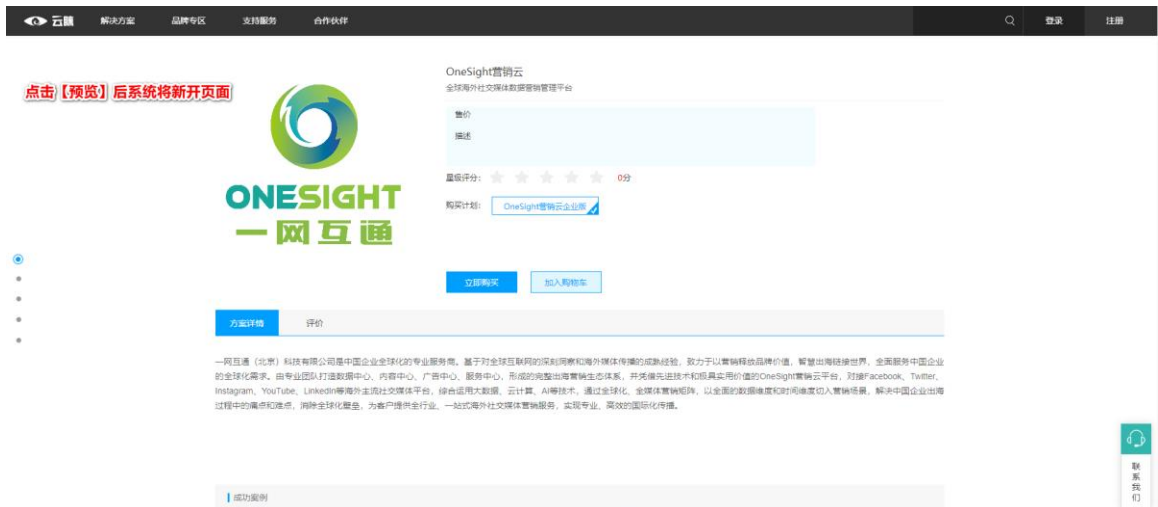 云瞧 解决方案 品牌专区 支持服务 合作伙伴 登录 注册
点击【预览】后系统将新开页面
OneSight营销云
全球海外社交媒体数据营销管理平台
售价
描述
星级评分: 0分
购买计划: OneSight营销云企业版
ONESIGHT
一网互通
立即购买 加入购物车
方案详情 评价
一网互通（北京）科技有限公司是中国企业全球化的专业服务商。基于对全球互联网的深刻洞察和海外媒体传播的成熟经验，致力于以营销释放品牌价值，智慧出海链接世界，全面服务中国企业
的全球化需求。由专业团队打造数据中心、内容中心、广告中心、服务中心，形成的完整出海营销生态体系，并凭借先进技术和极具实用价值的OneSight营销云平台，对接Facebook、Twitter、
Instagram、YouTube、LinkedIn等海外主流社交媒体平台，综合运用大数据、云计算、AI等技术，通过全球化、全媒体营销矩阵，以全面的数据维度和时间维度切入营销场景，解决中国企业出海
过程中的痛点和难点，消除全球化壁垒，为客户提供全行业、一站式海外社交媒体营销服务，实现专业、高效的国际化传播。
联系我们
成功案例